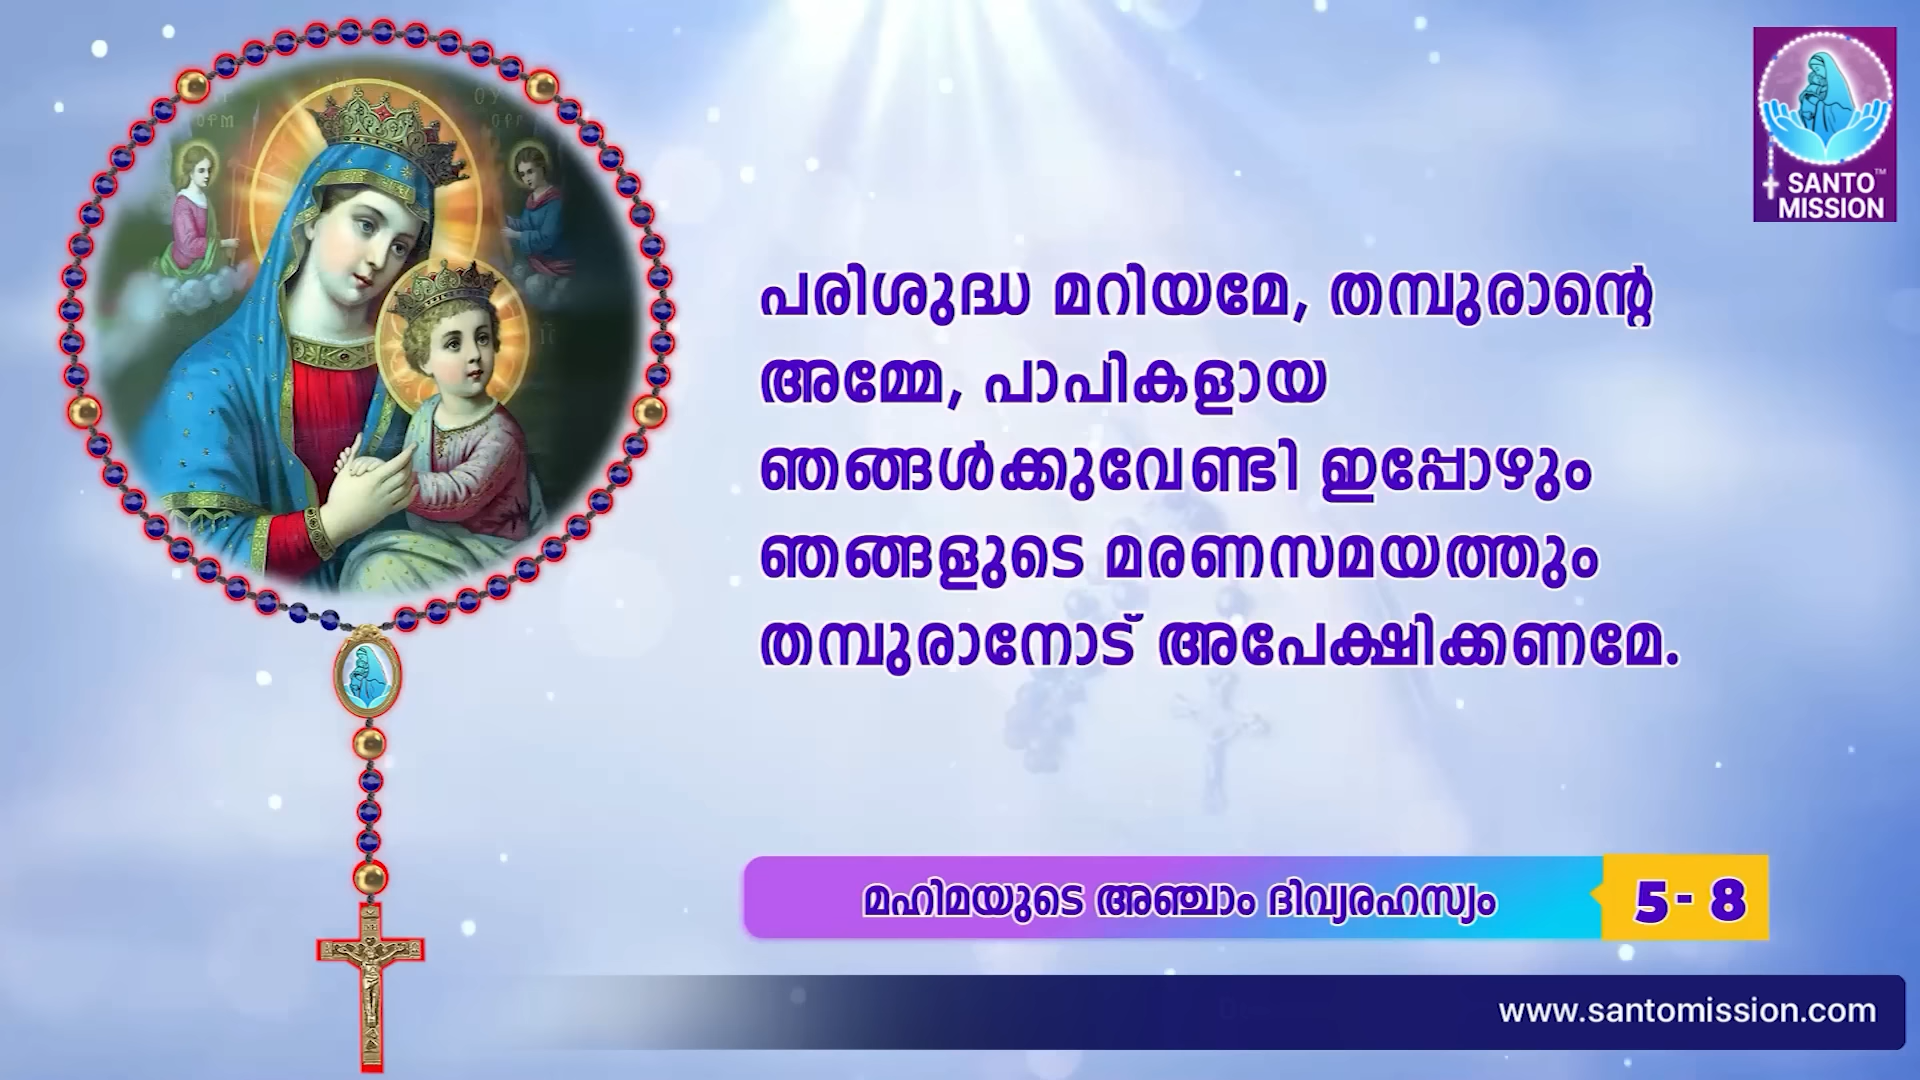 SANTO™
MISSION
പരിശുദ്ധ മറിയമേ, തമ്പുരാന്റെ
അമ്മേ, പാപികളായ
ഞങ്ങൾക്കുവേണ്ടി ഇപ്പോഴും
ഞങ്ങളുടെ മരണസമയത്തും
തമ്പുരാനോട് അപേക്ഷിക്കണമേ.
മഹിമയുടെ അഞ്ചാം ദിവ്യരഹസ്യം 5 - 8
www.santomission.com